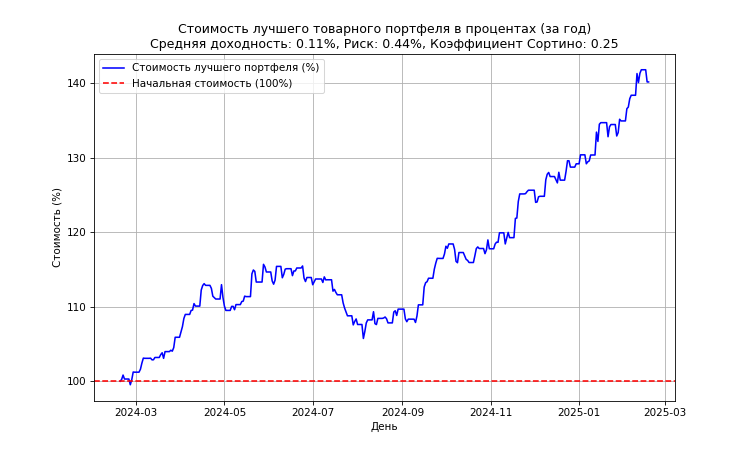 Стоимость лучшего товарного портфеля в процентах (за год)
Средняя доходность: 0.11%, Риск: 0.44%, Коэффициент Сортино: 0.25
Стоимость лучшего портфеля (%)
Начальная стоимость (100%)
Стоимость (%)
140
130
120
110
100
2024-03 2024-05 2024-07 2024-09 2024-11 2025-01 2025-03
День